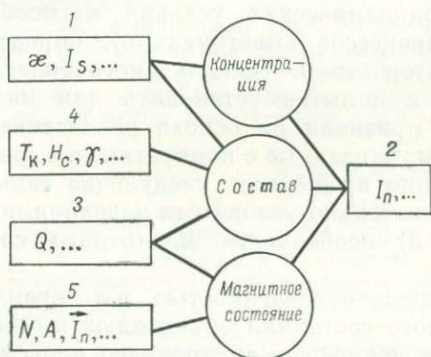 1
æ, I_s,...
4
T_к, H_c, γ,...
3
Q,...
5
N, A, I⃗_n,...
Концентра-
ция
Состав
Магнитное
состояние
2
I_n,...